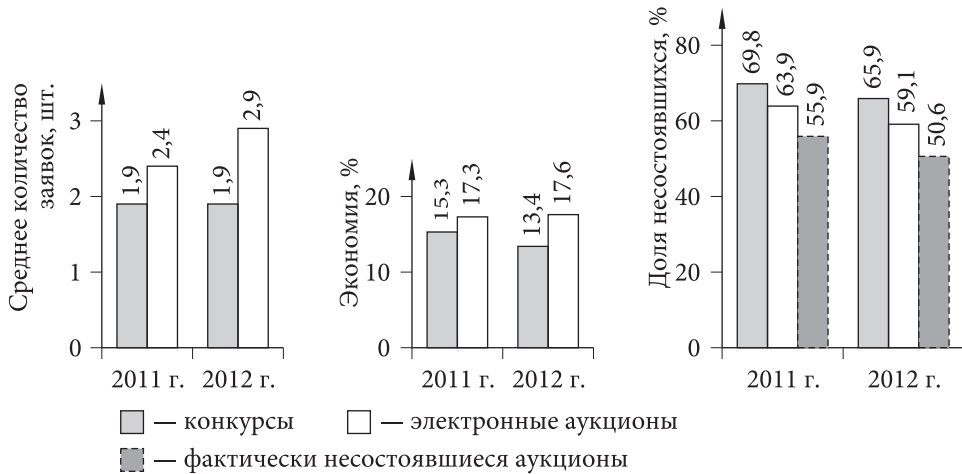 Среднее количество
заявок, шт.
3
2
1
0
1,9
2,4
1,9
2,9
2011 г.
2012 г.
Экономия, %
20
10
0
15,3
17,3
13,4
17,6
2011 г.
2012 г.
Доля несостоявшихся, %
80
60
40
20
0
69,8
63,9
55,9
65,9
59,1
50,6
2011 г.
2012 г.
— конкурсы
— электронные аукционы
— фактически несостоявшиеся аукционы